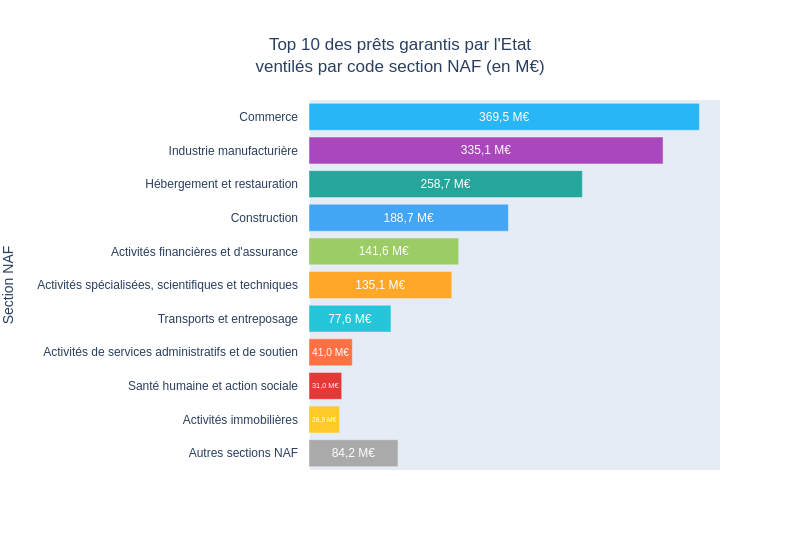 Top 10 des prêts garantis par l'Etat
ventilés par code section NAF (en M€)
Section NAF
Commerce 369,5 M€
Industrie manufacturière 335,1 M€
Hébergement et restauration 258,7 M€
Construction 188,7 M€
Activités financières et d'assurance 141,6 M€
Activités spécialisées, scientifiques et techniques 135,1 M€
Transports et entreposage 77,6 M€
Activités de services administratifs et de soutien 41,0 M€
Santé humaine et action sociale 31,0 M€
Activités immobilières 28,9 M€
Autres sections NAF 84,2 M€